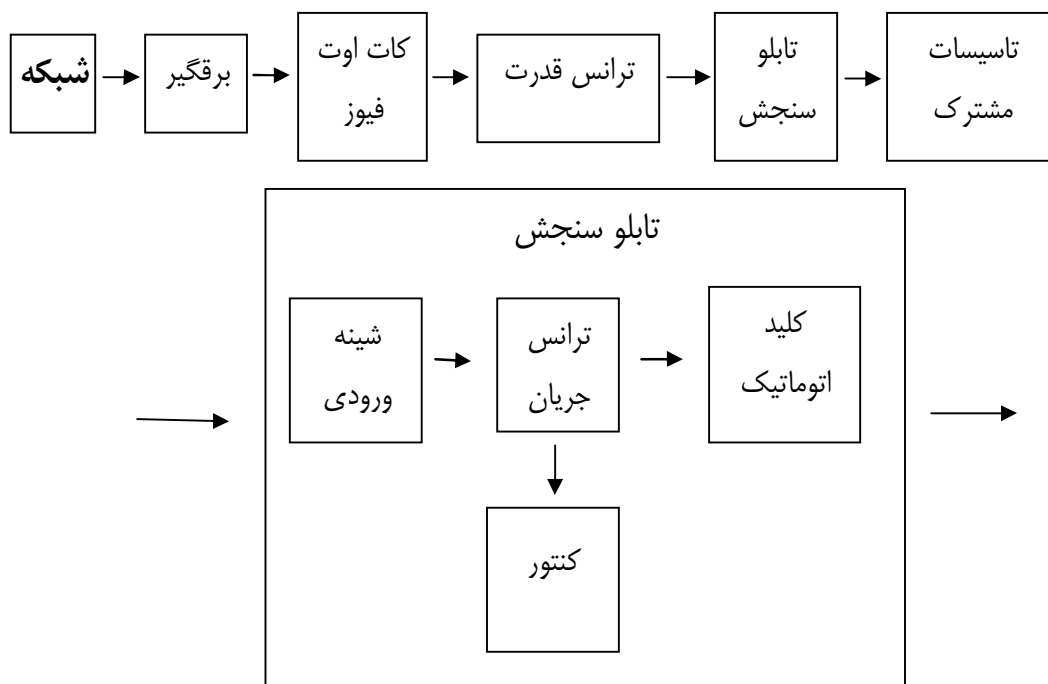 شبکه
برقگیر
کات اوت
فیوز
ترانس قدرت
تابلو
سنجش
تاسیسات
مشترک
تابلو سنجش
شینه
ورودی
ترانس
جریان
کلید
اتوماتیک
کنتور